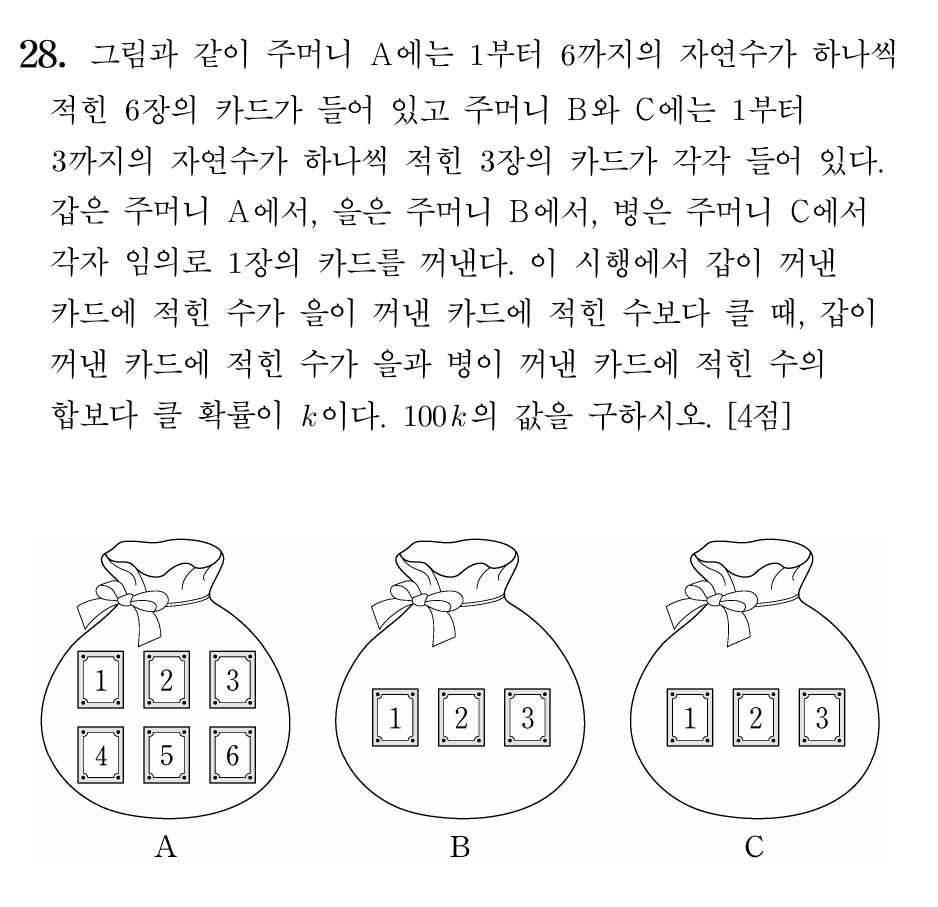 28. 그림과 같이 주머니 A에는 1부터 6까지의 자연수가 하나씩
적힌 6장의 카드가 들어 있고 주머니 B와 C에는 1부터
3까지의 자연수가 하나씩 적힌 3장의 카드가 각각 들어 있다.
갑은 주머니 A에서, 을은 주머니 B에서, 병은 주머니 C에서
각자 임의로 1장의 카드를 꺼낸다. 이 시행에서 갑이 꺼낸
카드에 적힌 수가 을이 꺼낸 카드에 적힌 수보다 클 때, 갑이
꺼낸 카드에 적힌 수가 을과 병이 꺼낸 카드에 적힌 수의
합보다 클 확률이 k이다. 100k의 값을 구하시오. [4점]
1 2 3
4 5 6
1 2 3
1 2 3
A B C